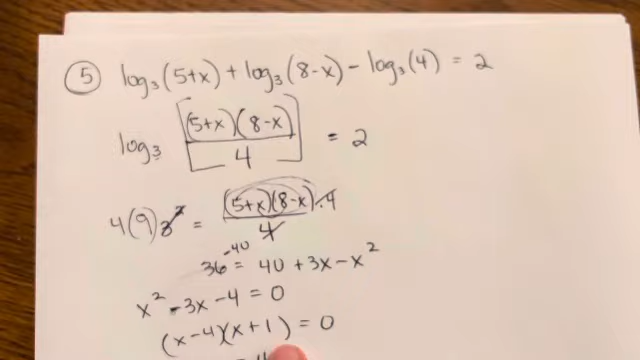 ⑤ log₃(5+x) + log₃(8-x) - log₃(4) = 2
log₃ [(5+x)(8-x)/4] = 2
4(9)3² = (5+x)(8-x)·4/4
36⁻⁴⁰ = 40 + 3x - x²
x² - 3x - 4 = 0
(x-4)(x+1) = 0